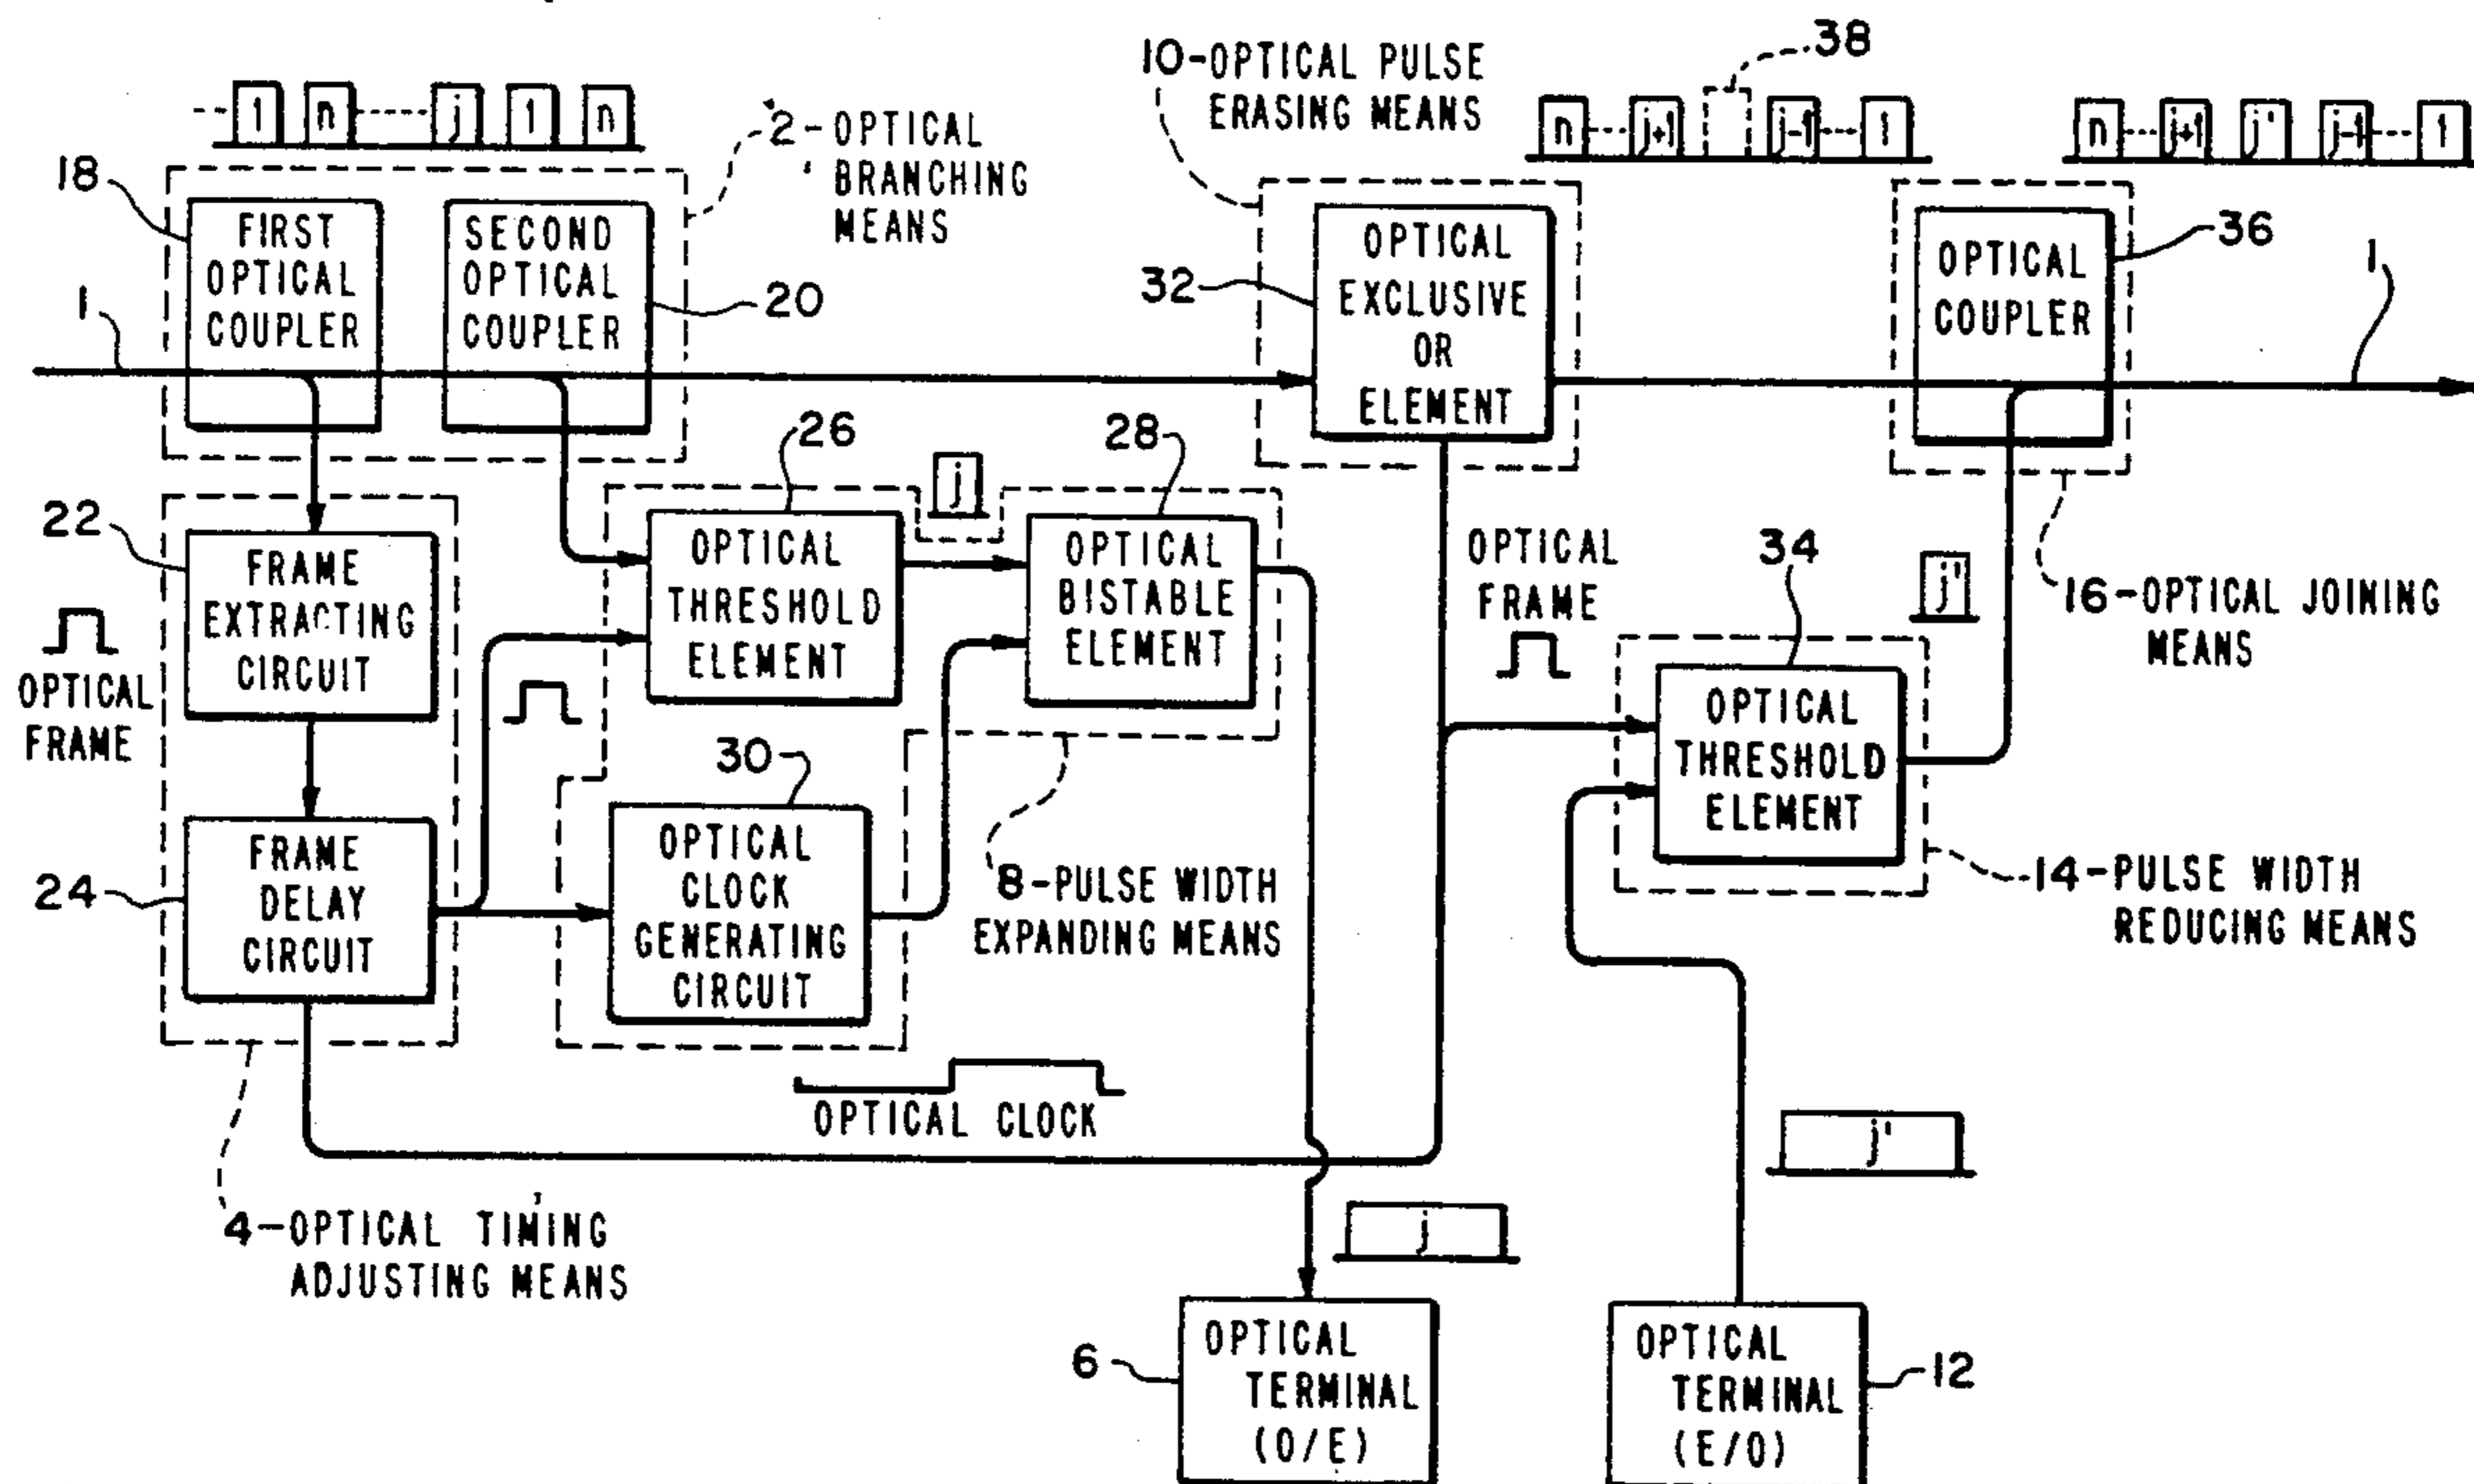 38
10-OPTICAL PULSE
ERASING MEANS
1 n j 1 n
2-OPTICAL
BRANCHING
MEANS
n j+1 j-1 1
n j+1 j' j-1 1
18
FIRST
OPTICAL
COUPLER
SECOND
OPTICAL
COUPLER
20
1
32
OPTICAL
EXCLUSIVE
OR
ELEMENT
OPTICAL
COUPLER
36
1
22
FRAME
EXTRACTING
CIRCUIT
26
OPTICAL
THRESHOLD
ELEMENT
j
28
OPTICAL
BISTABLE
ELEMENT
OPTICAL
FRAME
OPTICAL
FRAME
34
j'
16-OPTICAL JOINING
MEANS
OPTICAL
THRESHOLD
ELEMENT
24
FRAME
DELAY
CIRCUIT
30
OPTICAL
CLOCK
GENERATING
CIRCUIT
8-PULSE WIDTH
EXPANDING MEANS
14-PULSE WIDTH
REDUCING MEANS
OPTICAL CLOCK
j'
4-OPTICAL TIMING
ADJUSTING MEANS
j
6
OPTICAL
TERMINAL
(O/E)
OPTICAL
TERMINAL
(E/O)
12